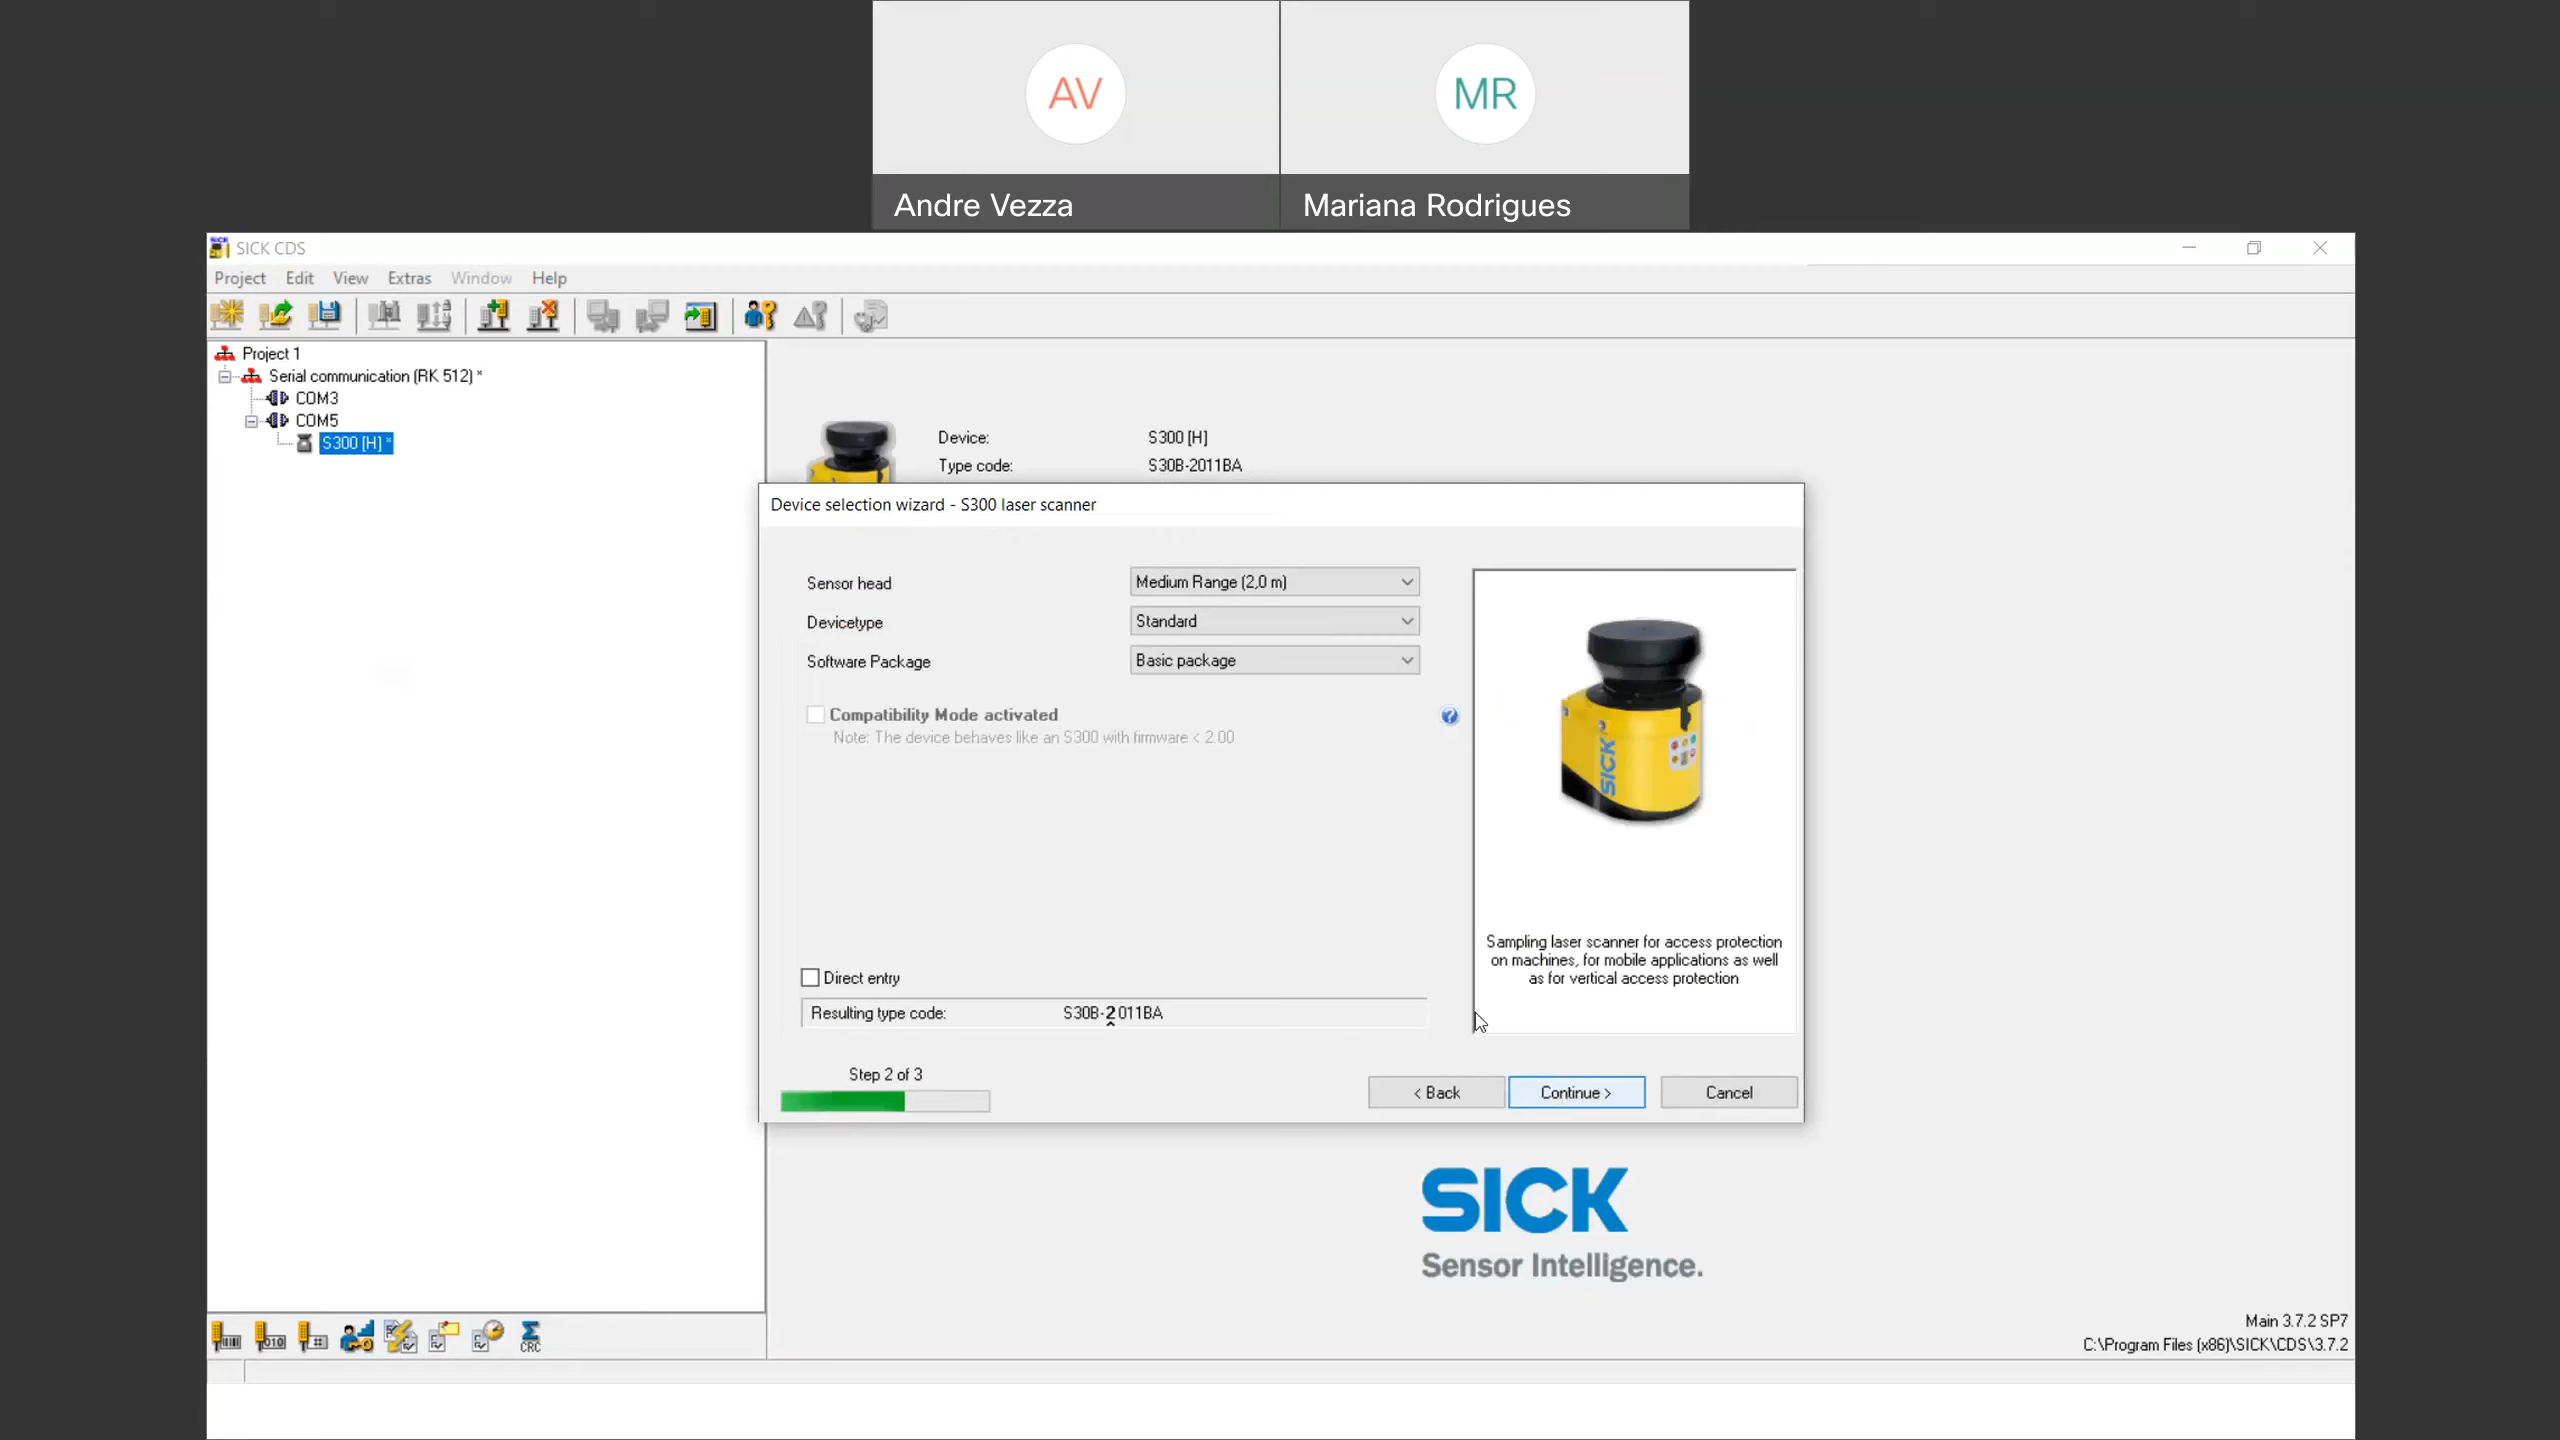 AV
MR
Andre Vezza
Mariana Rodrigues
SICK CDS
Project Edit View Extras Window Help
Project 1
Serial communication (RK 512) *
COM3
COM5
S300 [H] *
Device: S300 [H]
Type code: S30B-2011BA
Device selection wizard - S300 laser scanner
Sensor head Medium Range (2,0 m)
Devicetype Standard
Software Package Basic package
Compatibility Mode activated
Note: The device behaves like an S300 with firmware < 2.00
SICK
Sampling laser scanner for access protection
on machines, for mobile applications as well
as for vertical access protection
Direct entry
Resulting type code: S30B-2011BA
Step 2 of 3
< Back Continue > Cancel
SICK
Sensor Intelligence.
Main 3.7.2 SP7
C:\Program Files (x86)\SICK\CDS\3.7.2
CRC